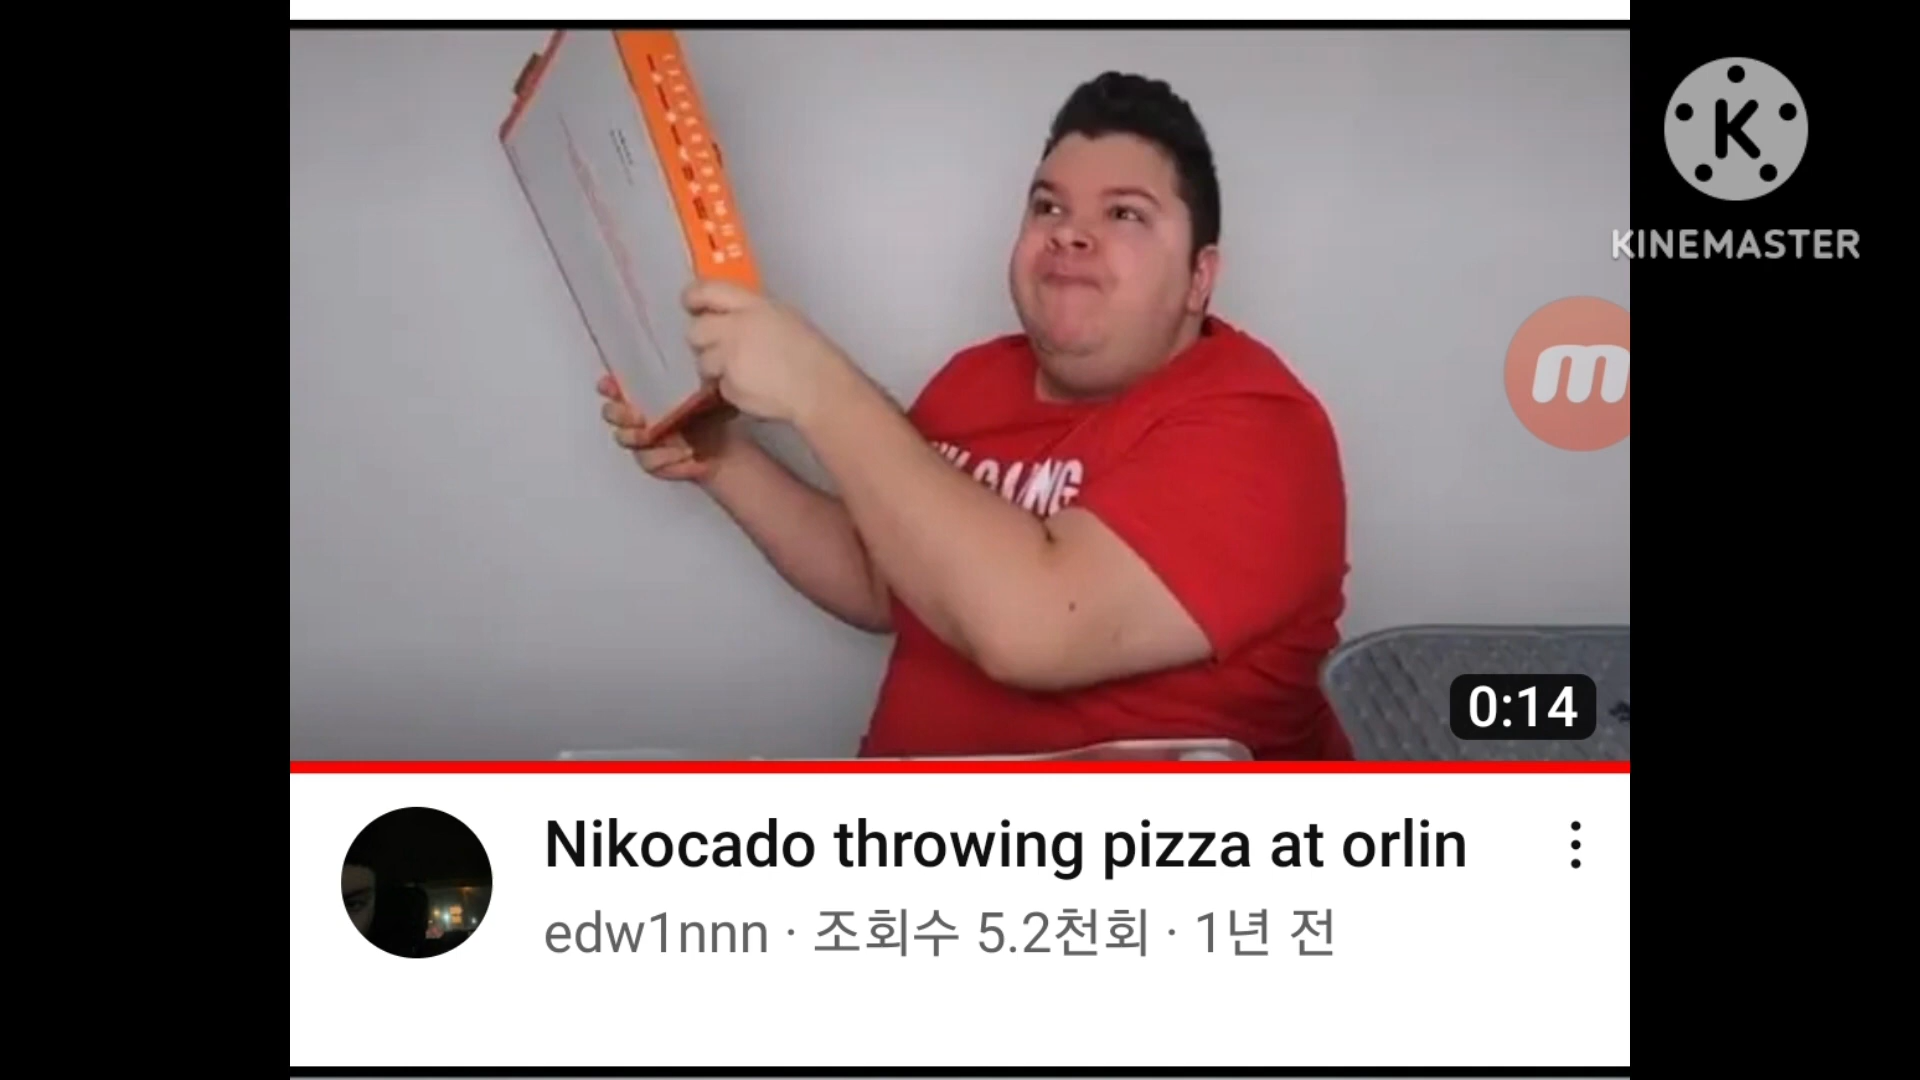 K
KINEMASTER
m
GANG
0:14
Nikocado throwing pizza at orlin
edw1nnn · 조회수 5.2천회 · 1년 전